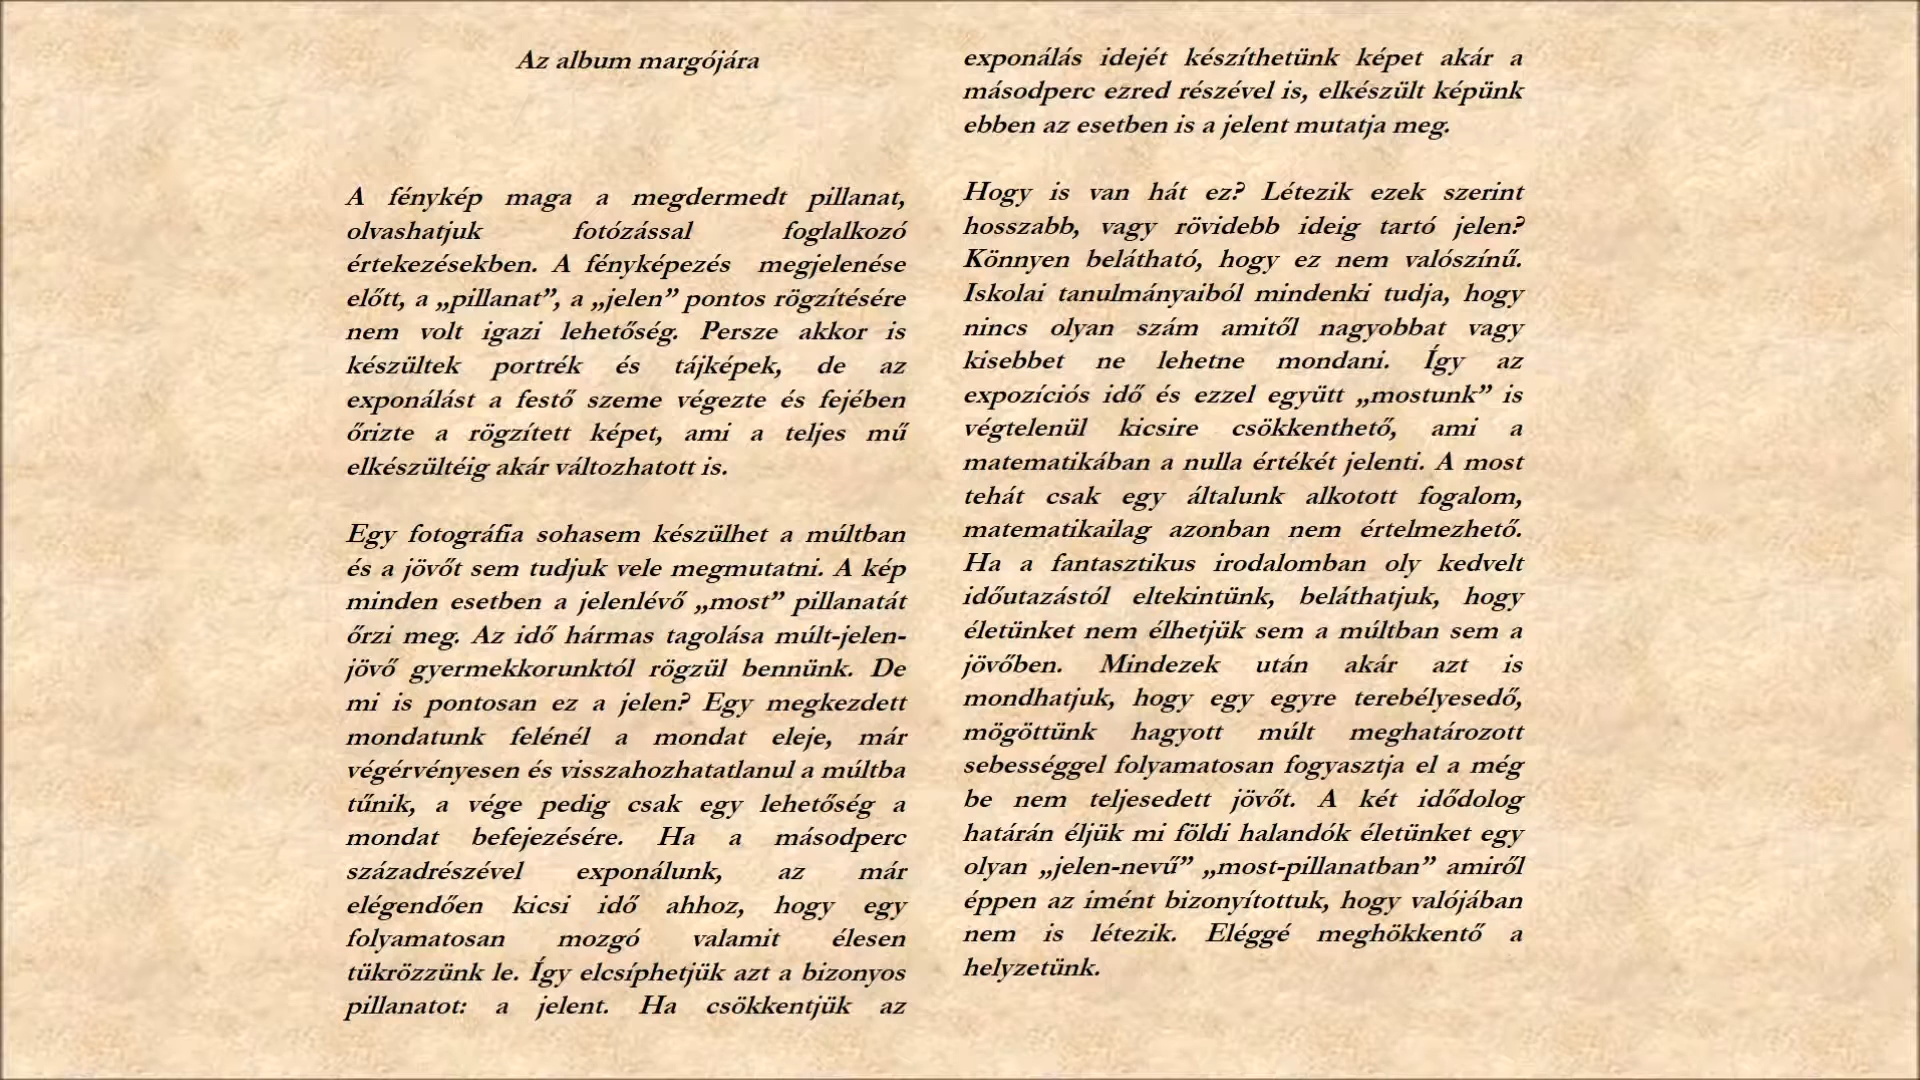 Az album margójára
A fénykép maga a megdermedt pillanat,
olvashatjuk fotózással foglalkozó
értekezésekben. A fényképezés megjelenése
előtt, a „pillanat”, a „jelen” pontos rögzítésére
nem volt igazi lehetőség. Persze akkor is
készültek portrék és tájképek, de az
exponálást a festő szeme végezte és fejében
őrizte a rögzített képet, ami a teljes mű
elkészültéig akár változhatott is.
Egy fotográfia sohasem készülhet a múltban
és a jövőt sem tudjuk vele megmutatni. A kép
minden esetben a jelenlévő „most” pillanatát
őrzi meg. Az idő hármas tagolása múlt-jelen-
jövő gyermekkorunktól rögzül bennünk. De
mi is pontosan ez a jelen? Egy megkezdett
mondatunk felénél a mondat eleje, már
végérvényesen és visszahozhatatlanul a múltba
tűnik, a vége pedig csak egy lehetőség a
mondat befejezésére. Ha a másodperc
századrészével exponálunk, az már
elégendően kicsi idő ahhoz, hogy egy
folyamatosan mozgó valamit élesen
tükrözzünk le. Így elcsíphetjük azt a bizonyos
pillanatot: a jelent. Ha csökkentjük az
exponálás idejét készíthetünk képet akár a
másodperc ezred részével is, elkészült képünk
ebben az esetben is a jelent mutatja meg.
Hogy is van hát ez? Létezik ezek szerint
hosszabb, vagy rövidebb ideig tartó jelen?
Könnyen belátható, hogy ez nem valószínű.
Iskolai tanulmányaiból mindenki tudja, hogy
nincs olyan szám amitől nagyobbat vagy
kisebbet ne lehetne mondani. Így az
expozíciós idő és ezzel együtt „mostunk” is
végtelenül kicsire csökkenthető, ami a
matematikában a nulla értékét jelenti. A most
tehát csak egy általunk alkotott fogalom,
matematikailag azonban nem értelmezhető.
Ha a fantasztikus irodalomban oly kedvelt
időutazástól eltekintünk, beláthatjuk, hogy
életünket nem élhetjük sem a múltban sem a
jövőben. Mindezek után akár azt is
mondhatjuk, hogy egy egyre terebélyesedő,
mögöttünk hagyott múlt meghatározott
sebességgel folyamatosan fogyasztja el a még
be nem teljesedett jövőt. A két idődolog
határán éljük mi földi halandók életünket egy
olyan „jelen-nevű” „most-pillanatban” amiről
éppen az imént bizonyítottuk, hogy valójában
nem is létezik. Eléggé meghökkentő a
helyzetünk.